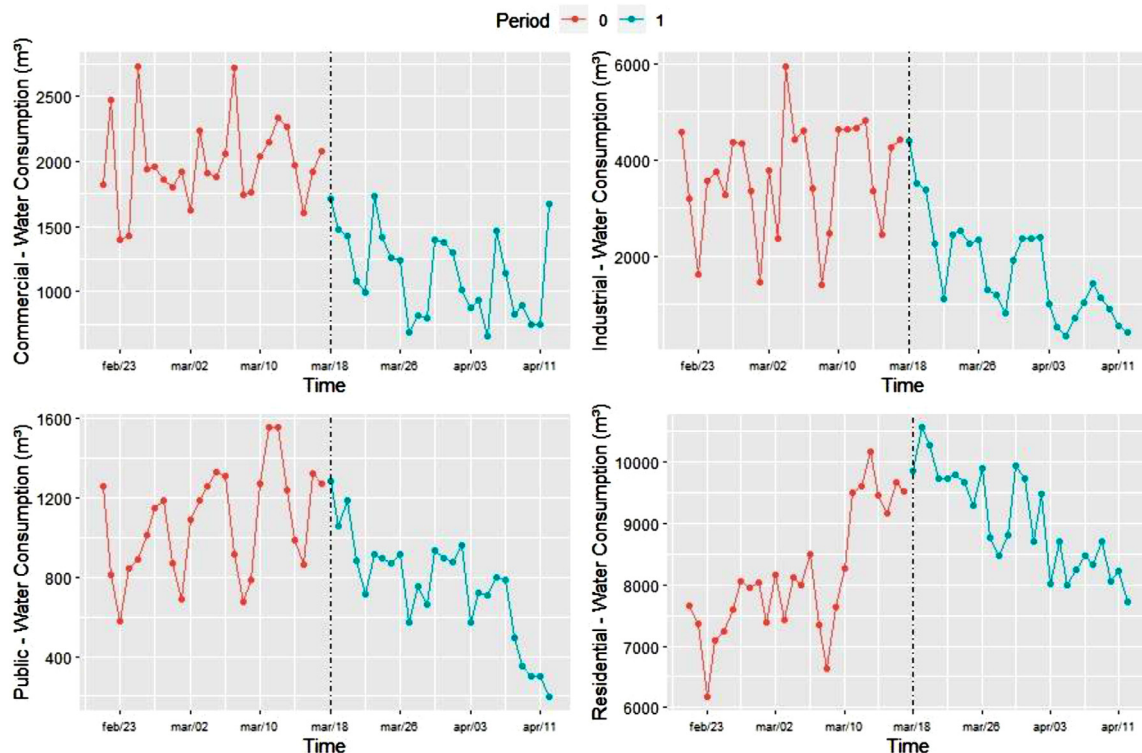 Period 0 1
Commercial - Water Consumption (m³)
2500
2000
1500
1000
feb/23 mar/02 mar/10 mar/18 mar/26 apr/03 apr/11
Time
Industrial - Water Consumption (m³)
6000
4000
2000
feb/23 mar/02 mar/10 mar/18 mar/26 apr/03 apr/11
Time
Public - Water Consumption (m³)
1600
1200
800
400
feb/23 mar/02 mar/10 mar/18 mar/26 apr/03 apr/11
Time
Residential - Water Consumption (m³)
10000
9000
8000
7000
6000
feb/23 mar/02 mar/10 mar/18 mar/26 apr/03 apr/11
Time